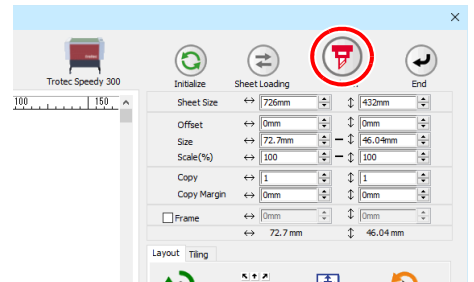 ×
Trotec Speedy 300
Initialize
Sheet Loading
End
100 150
Sheet Size 726mm 432mm
Offset 0mm 0mm
Size 72.7mm 46.04mm
Scale(%) 100 100
Copy 1 1
Copy Margin 0mm 0mm
Frame 0mm 0mm
72.7 mm 46.04 mm
Layout Tiling